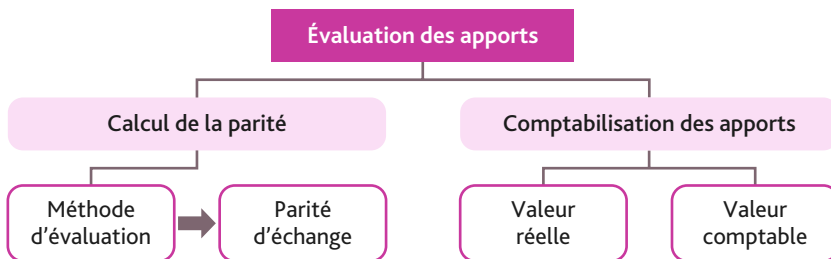 Évaluation des apports
Calcul de la parité
Comptabilisation des apports
Méthode
d'évaluation
Parité
d'échange
Valeur
réelle
Valeur
comptable